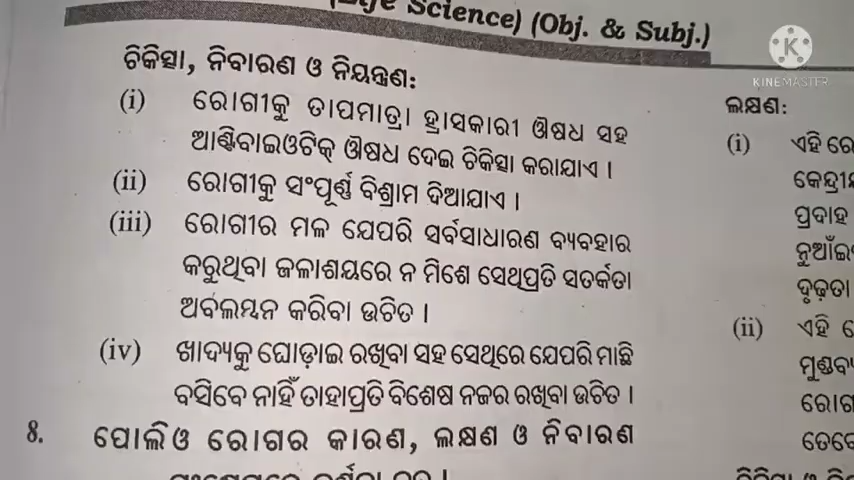 Science) (Obj. & Subj.)
KINEMASTER
ଚିକିତ୍ସା, ନିବାରଣ ଓ ନିୟନ୍ତ୍ରଣ:
(i) ରୋଗୀକୁ ତାପମାତ୍ରା ହ୍ରାସକାରୀ ଔଷଧ ସହ
ଆଣ୍ଟିବାଇଓଟିକ୍ ଔଷଧ ଦେଇ ଚିକିତ୍ସା କରାଯାଏ ।
(ii) ରୋଗୀକୁ ସଂପୂର୍ଣ୍ଣ ବିଶ୍ରାମ ଦିଆଯାଏ ।
(iii) ରୋଗୀର ମଳ ଯେପରି ସର୍ବସାଧାରଣ ବ୍ୟବହାର
କରୁଥିବା ଜଳାଶୟରେ ନ ମିଶେ ସେଥିପ୍ରତି ସତର୍କତା
ଅବଲମ୍ବନ କରିବା ଉଚିତ ।
(iv) ଖାଦ୍ୟକୁ ଘୋଡ଼ାଇ ରଖିବା ସହ ସେଥିରେ ଯେପରି ମାଛି
ବସିବେ ନାହିଁ ତାହାପ୍ରତି ବିଶେଷ ନଜର ରଖିବା ଉଚିତ ।
8. ପୋଲିଓ ରୋଗର କାରଣ, ଲକ୍ଷଣ ଓ ନିବାରଣ
ଲକ୍ଷଣ:
(i) ଏହି
ପ୍ରଦାହ
ଦୃଢ଼ତା
(ii) ଏହି